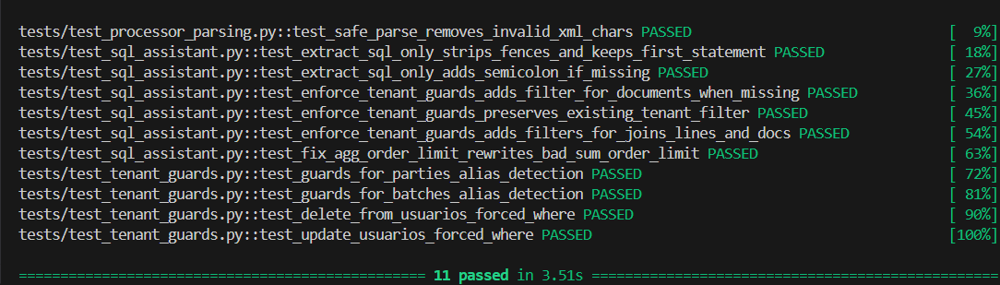 tests/test_processor_parsing.py::test_safe_parse_removes_invalid_xml_chars PASSED [  9%]
tests/test_sql_assistant.py::test_extract_sql_only_strips_fences_and_keeps_first_statement PASSED [ 18%]
tests/test_sql_assistant.py::test_extract_sql_only_adds_semicolon_if_missing PASSED [ 27%]
tests/test_sql_assistant.py::test_enforce_tenant_guards_adds_filter_for_documents_when_missing PASSED [ 36%]
tests/test_sql_assistant.py::test_enforce_tenant_guards_preserves_existing_tenant_filter PASSED [ 45%]
tests/test_sql_assistant.py::test_enforce_tenant_guards_adds_filters_for_joins_lines_and_docs PASSED [ 54%]
tests/test_sql_assistant.py::test_fix_agg_order_limit_rewrites_bad_sum_order_limit PASSED [ 63%]
tests/test_tenant_guards.py::test_guards_for_parties_alias_detection PASSED [ 72%]
tests/test_tenant_guards.py::test_guards_for_batches_alias_detection PASSED [ 81%]
tests/test_tenant_guards.py::test_delete_from_usuarios_forced_where PASSED [ 90%]
tests/test_tenant_guards.py::test_update_usuarios_forced_where PASSED [100%]
================================================= 11 passed in 3.51s =================================================